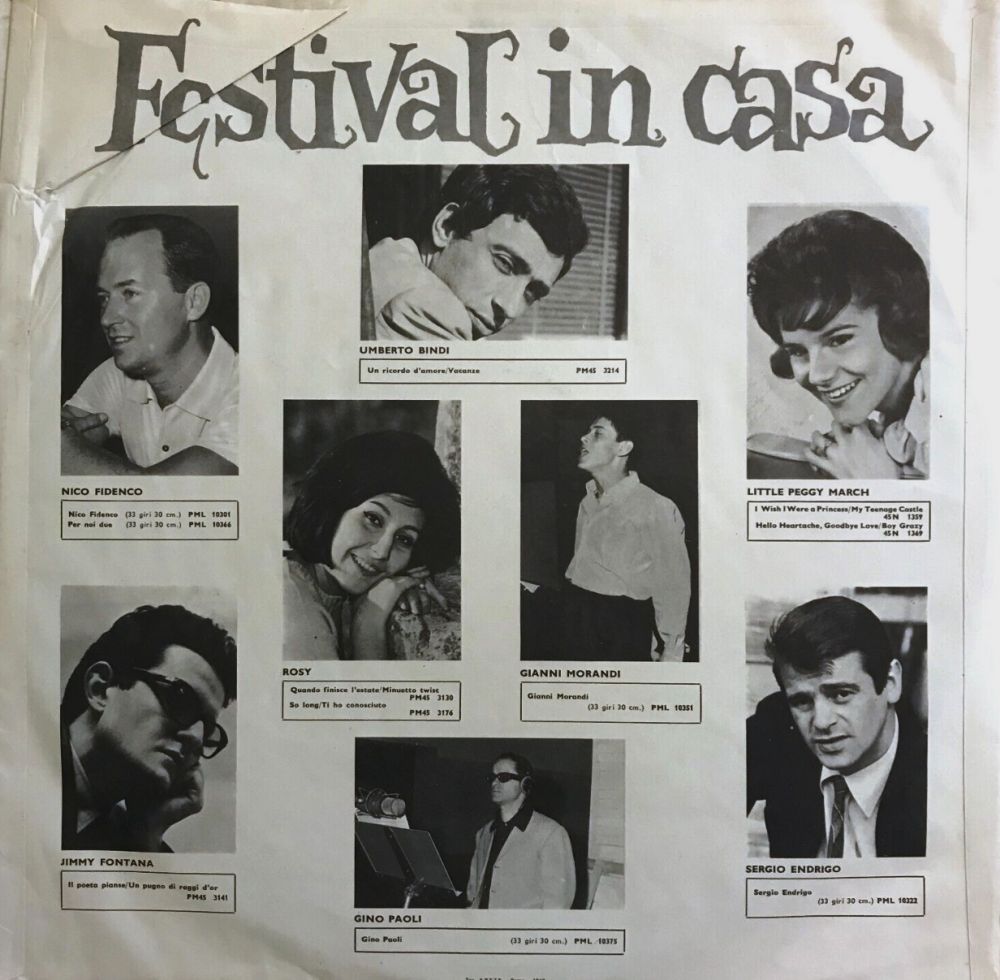 Festival in casa
UMBERTO BINDI
Un ricordo d'amore/Vacanze PM45 3214
NICO FIDENCO
Nico Fidenco (33 giri 30 cm.) PML 10301
Per noi due (33 giri 30 cm.) PML 10366
LITTLE PEGGY MARCH
I Wish I Were a Princess/My Teenage Castle
45N 1359
Hello Heartache, Goodbye Love/Boy Grazy
45N 1369
ROSY
Quando finisce l'estate/Minuetto twist
PM45 3130
So long/Ti ho conosciuto
PM45 3176
GIANNI MORANDI
Gianni Morandi
(33 giri 30 cm.) PML 10351
JIMMY FONTANA
Il poeta pianse/Un pugno di raggi d'or
PM45 3141
GINO PAOLI
Gino Paoli (33 giri 30 cm.) PML 10375
SERGIO ENDRIGO
Sergio Endrigo
(33 giri 30 cm.) PML 10322